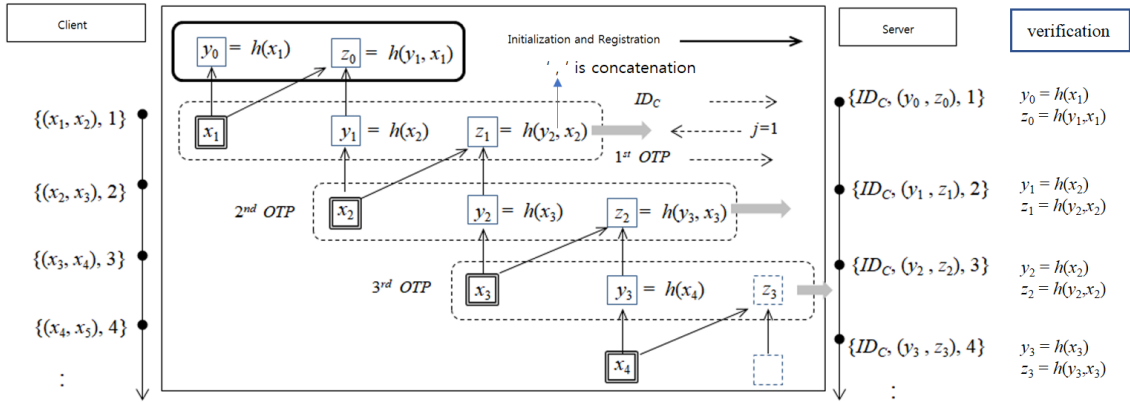 Client
Server
verification
y0 = h(x1)
z0 = h(y1, x1)
Initialization and Registration
',' is concatenation
{(x1, x2), 1}
x1
y1 = h(x2)
z1 = h(y2, x2)
IDC
j=1
1st OTP
{IDC, (y0 , z0), 1}
y0 = h(x1)
z0 = h(y1,x1)
{(x2, x3), 2}
2nd OTP
x2
y2 = h(x3)
z2 = h(y3, x3)
{IDC, (y1 , z1), 2}
y1 = h(x2)
z1 = h(y2,x2)
{(x3, x4), 3}
3rd OTP
x3
y3 = h(x4)
z3
{IDC, (y2 , z2), 3}
y2 = h(x2)
z2 = h(y2,x2)
{(x4, x5), 4}
x4
{IDC, (y3 , z3), 4}
y3 = h(x3)
z3 = h(y3,x3)
:
: